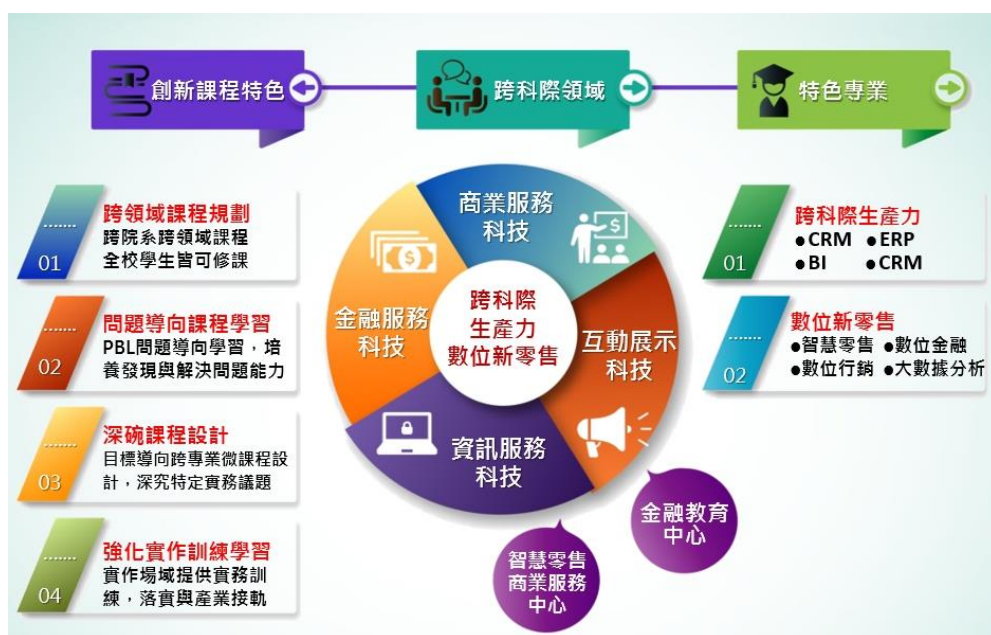 創新課程特色
跨科際領域
特色專業
01
跨領域課程規劃
跨院系跨領域課程
全校學生皆可修課
02
問題導向課程學習
PBL問題導向學習，培
養發現與解決問題能力
03
深碗課程設計
目標導向跨專業微課程設
計，深究特定實務議題
04
強化實作訓練學習
實作場域提供實務訓
練，落實與產業接軌
商業服務
科技
金融服務
科技
跨科際
生產力
數位新零售
互動展示
科技
資訊服務
科技
金融教育
中心
智慧零售
商業服務
中心
01
跨科際生產力
●CRM ●ERP
●BI ●CRM
02
數位新零售
●智慧零售 ●數位金融
●數位行銷 ●大數據分析